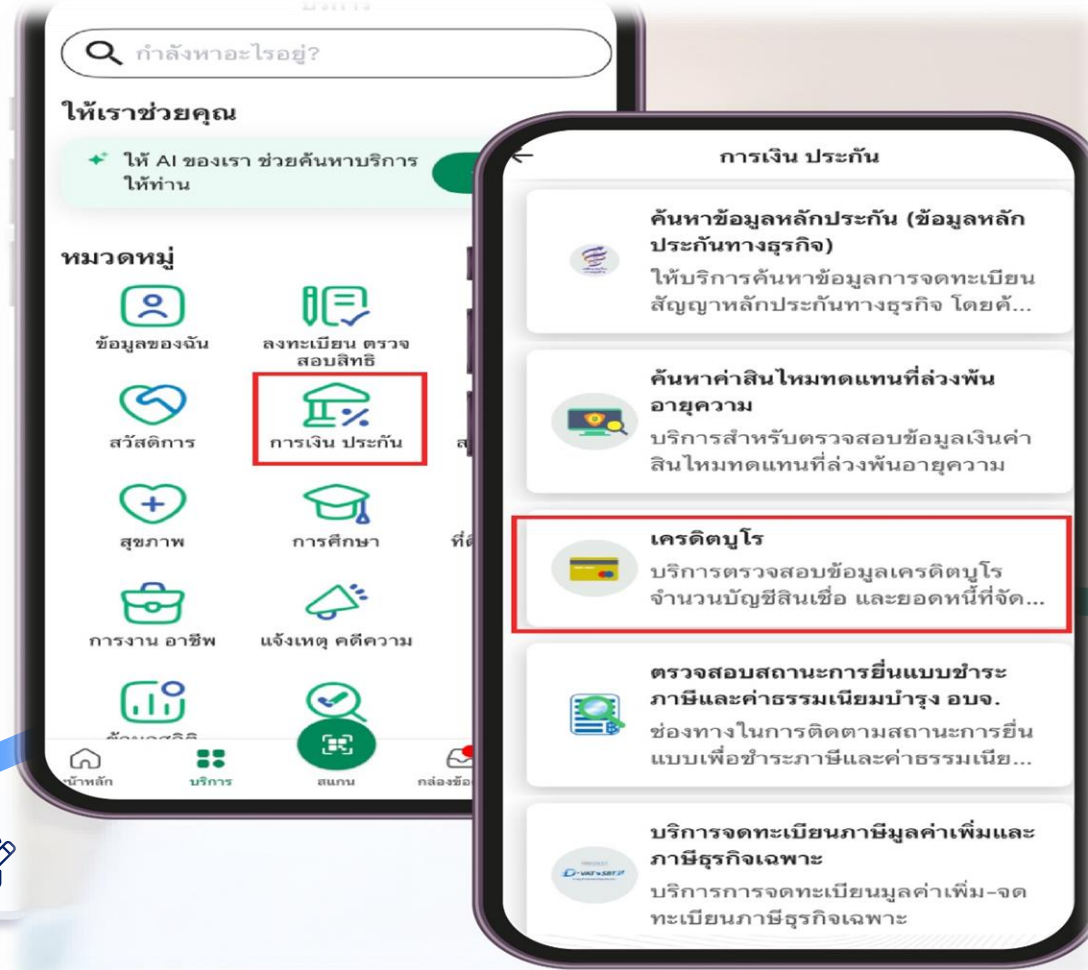 บริการ
กำลังหาอะไรอยู่?
ให้เราช่วยคุณ
ให้ AI ของเรา ช่วยค้นหาบริการ
ให้ท่าน
หมวดหมู่
ข้อมูลของฉัน
ลงทะเบียน ตรวจ
สอบสิทธิ
สวัสดิการ
การเงิน ประกัน
สุขภาพ
การศึกษา
การงาน อาชีพ
แจ้งเหตุ คดีความ
ข้อมูลสถิติ
หน้าหลัก
บริการ
สแกน
กล่องข้อ
การเงิน ประกัน
ค้นหาข้อมูลหลักประกัน (ข้อมูลหลัก
ประกันทางธุรกิจ)
ให้บริการค้นหาข้อมูลการจดทะเบียน
สัญญาหลักประกันทางธุรกิจ โดยค้...
ค้นหาค่าสินไหมทดแทนที่ล่วงพ้น
อายุความ
บริการสำหรับตรวจสอบข้อมูลเงินค่า
สินไหมทดแทนที่ล่วงพ้นอายุความ
เครดิตบูโร
บริการตรวจสอบข้อมูลเครดิตบูโร
จำนวนบัญชีสินเชื่อ และยอดหนี้ที่จัด...
ตรวจสอบสถานะการยื่นแบบชำระ
ภาษีและค่าธรรมเนียมบำรุง อบจ.
ช่องทางในการติดตามสถานะการยื่น
แบบเพื่อชำระภาษีและค่าธรรมเนีย...
บริการจดทะเบียนภาษีมูลค่าเพิ่มและ
ภาษีธุรกิจเฉพาะ
บริการการจดทะเบียนมูลค่าเพิ่ม-จด
ทะเบียนภาษีธุรกิจเฉพาะ